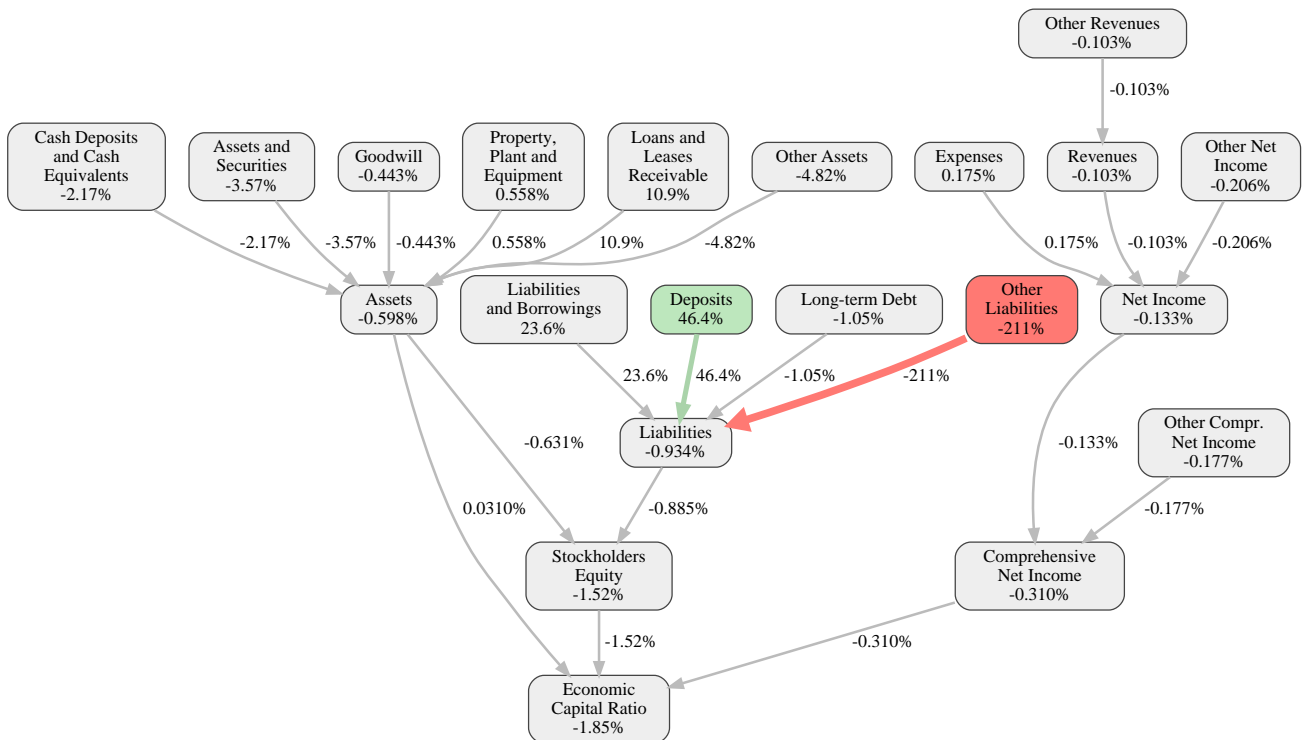 Other Revenues
-0.103%
-0.103%
Cash Deposits
and Cash
Equivalents
-2.17%
Assets and
Securities
-3.57%
Goodwill
-0.443%
Property,
Plant and
Equipment
0.558%
Loans and
Leases
Receivable
10.9%
Other Assets
-4.82%
Expenses
0.175%
Revenues
-0.103%
Other Net
Income
-0.206%
-2.17%
-3.57%
-0.443%
0.558%
10.9%
-4.82%
0.175%
-0.103%
-0.206%
Assets
-0.598%
Liabilities
and Borrowings
23.6%
Deposits
46.4%
Long-term Debt
-1.05%
Other
Liabilities
-211%
Net Income
-0.133%
23.6%
46.4%
-1.05%
-211%
Liabilities
-0.934%
Other Compr.
Net Income
-0.177%
-0.631%
-0.133%
0.0310%
-0.885%
-0.177%
Stockholders
Equity
-1.52%
Comprehensive
Net Income
-0.310%
-1.52%
-0.310%
Economic
Capital Ratio
-1.85%